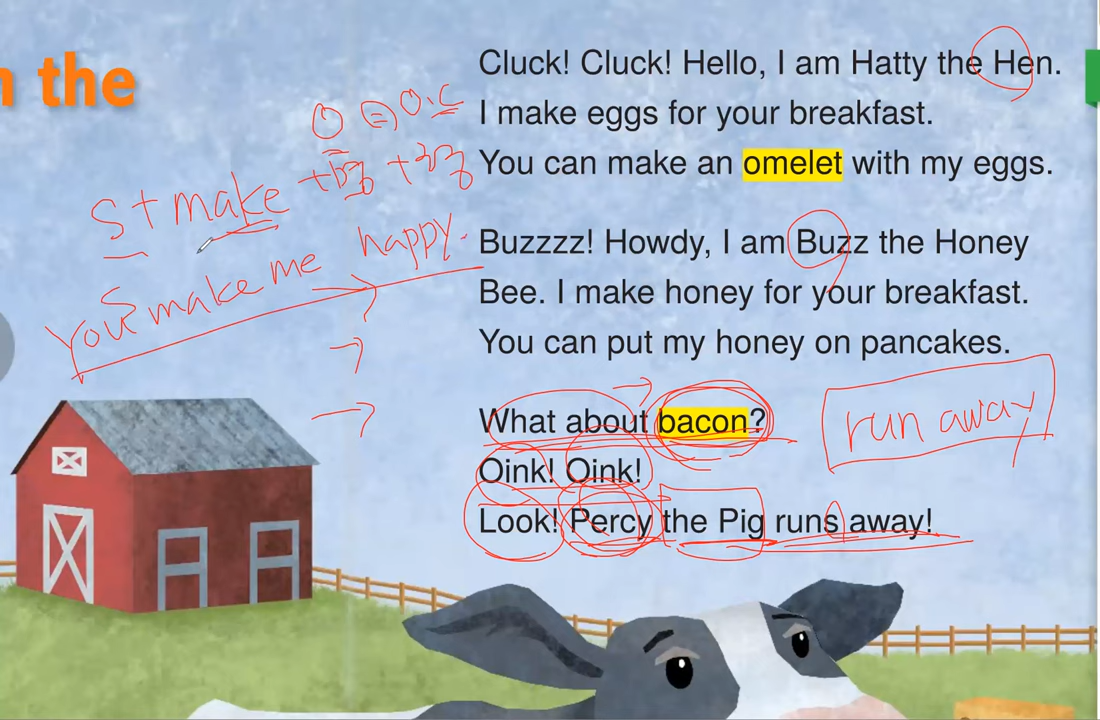 n the
Cluck! Cluck! Hello, I am Hatty the Hen.
I make eggs for your breakfast.
You can make an omelet with my eggs.
Buzzzz! Howdy, I am Buzz the Honey
Bee. I make honey for your breakfast.
You can put my honey on pancakes.
What about bacon?
Oink! Oink!
Look! Percy the Pig runs away!
S + make
You make me happy.
run away